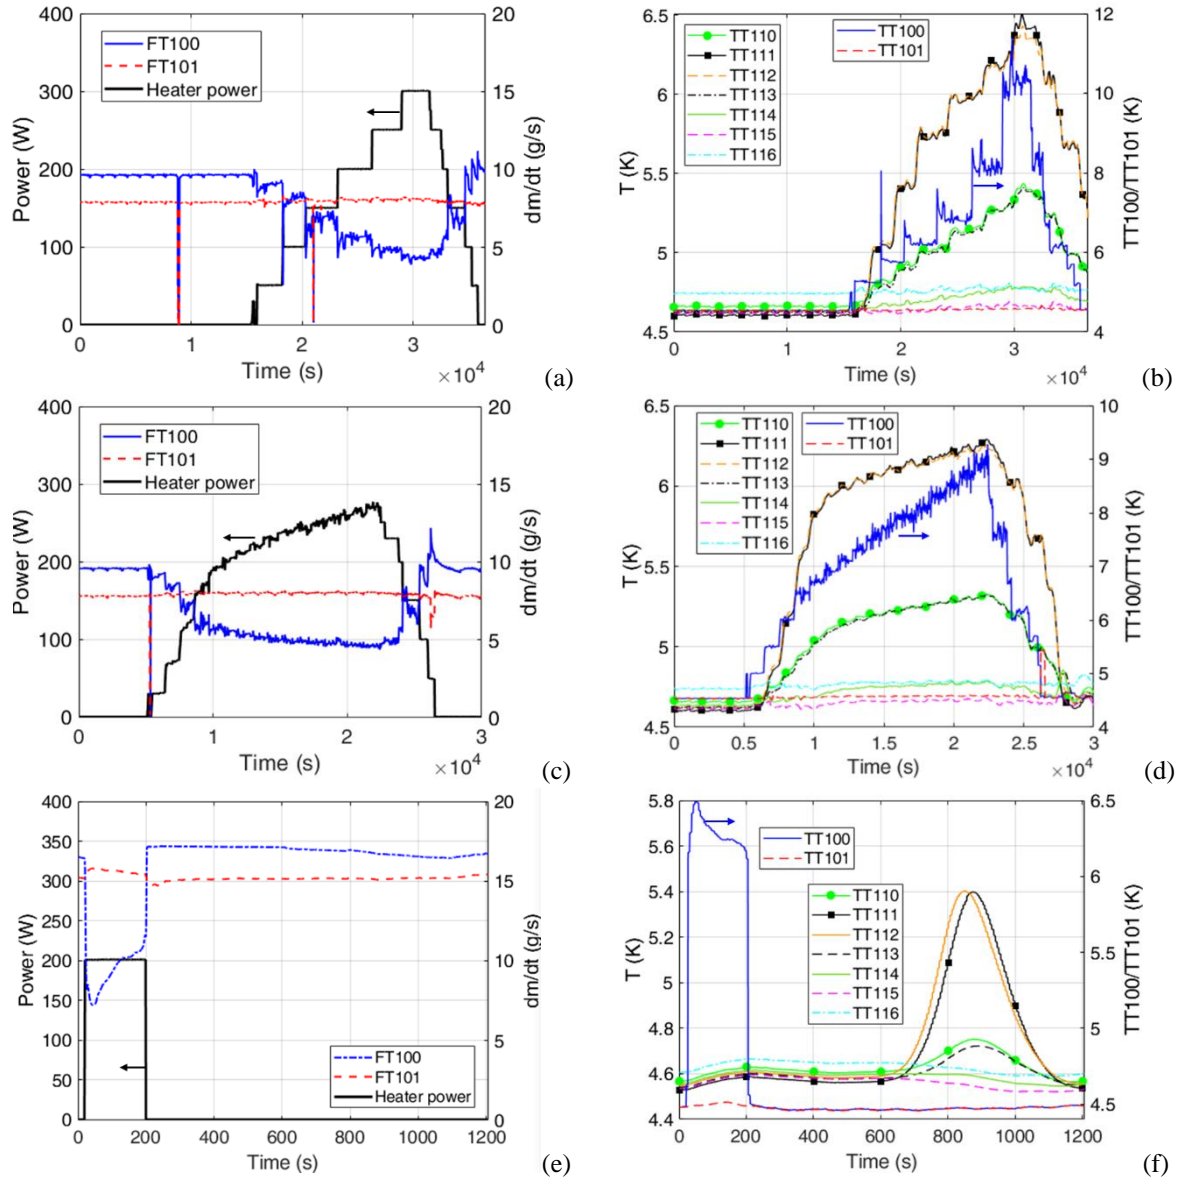 400
350
300
200
100
0
Power (W)
FT100
FT101
Heater power
20
15
10
5
0
dm/dt (g/s)
0 1 2 3
Time (s)
×10⁴
(a)
6.5
6
5.5
5
4.5
T (K)
TT110
TT111
TT112
TT113
TT114
TT115
TT116
TT100
TT101
12
10
8
6
4
TT100/TT101 (K)
0 1 2 3
Time (s)
×10⁴
(b)
400
300
200
100
0
Power (W)
FT100
FT101
Heater power
20
15
10
5
0
dm/dt (g/s)
0 1 2 3
Time (s)
×10⁴
(c)
6.5
6
5.5
5
4.5
T (K)
TT110
TT111
TT112
TT113
TT114
TT115
TT116
TT100
TT101
10
9
8
7
6
5
4
TT100/TT101 (K)
0 0.5 1 1.5 2 2.5 3
Time (s)
×10⁴
(d)
400
350
300
250
200
150
100
50
0
Power (W)
20
15
10
5
0
dm/dt (g/s)
FT100
FT101
Heater power
0 200 400 600 800 1000 1200
Time (s)
(e)
5.8
5.6
5.4
5.2
5
4.8
4.6
4.4
T (K)
TT100
TT101
TT110
TT111
TT112
TT113
TT114
TT115
TT116
6.5
6
5.5
5
4.5
TT100/TT101 (K)
0 200 400 600 800 1000 1200
Time (s)
(f)